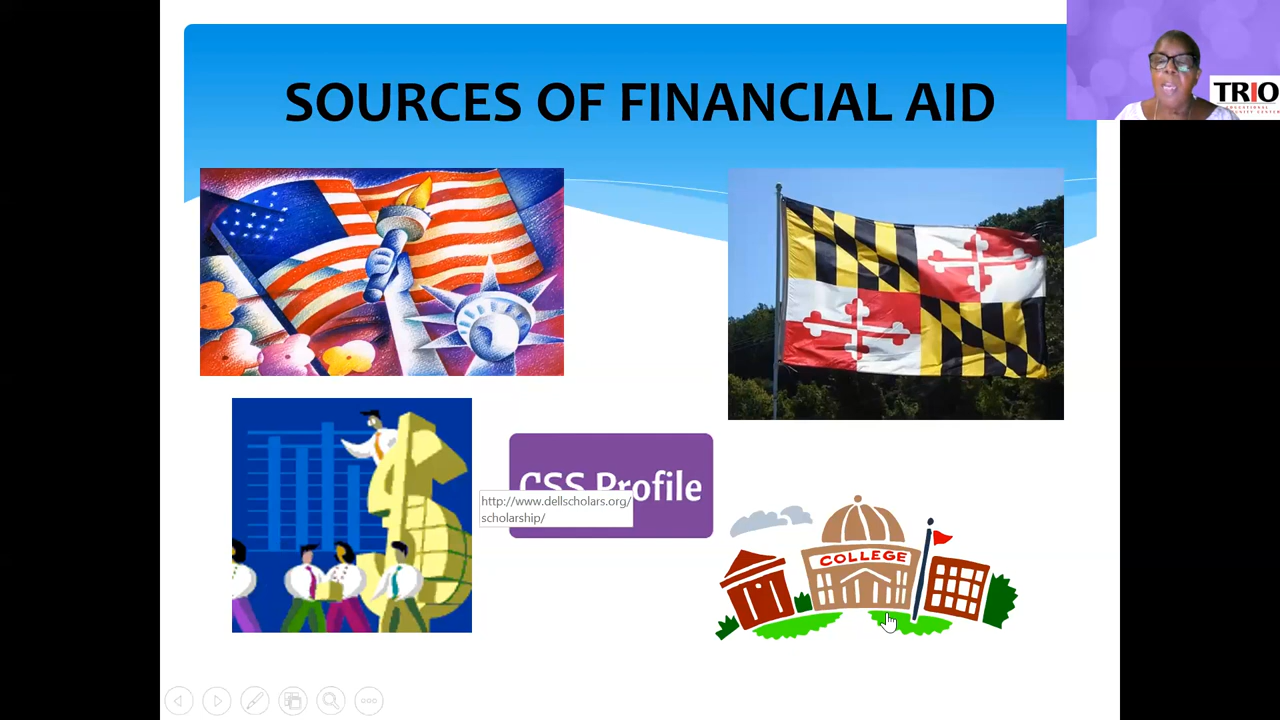 SOURCES OF FINANCIAL AID
TRIO
CSS Profile
http://www.dellscholars.org/
scholarship/
COLLEGE